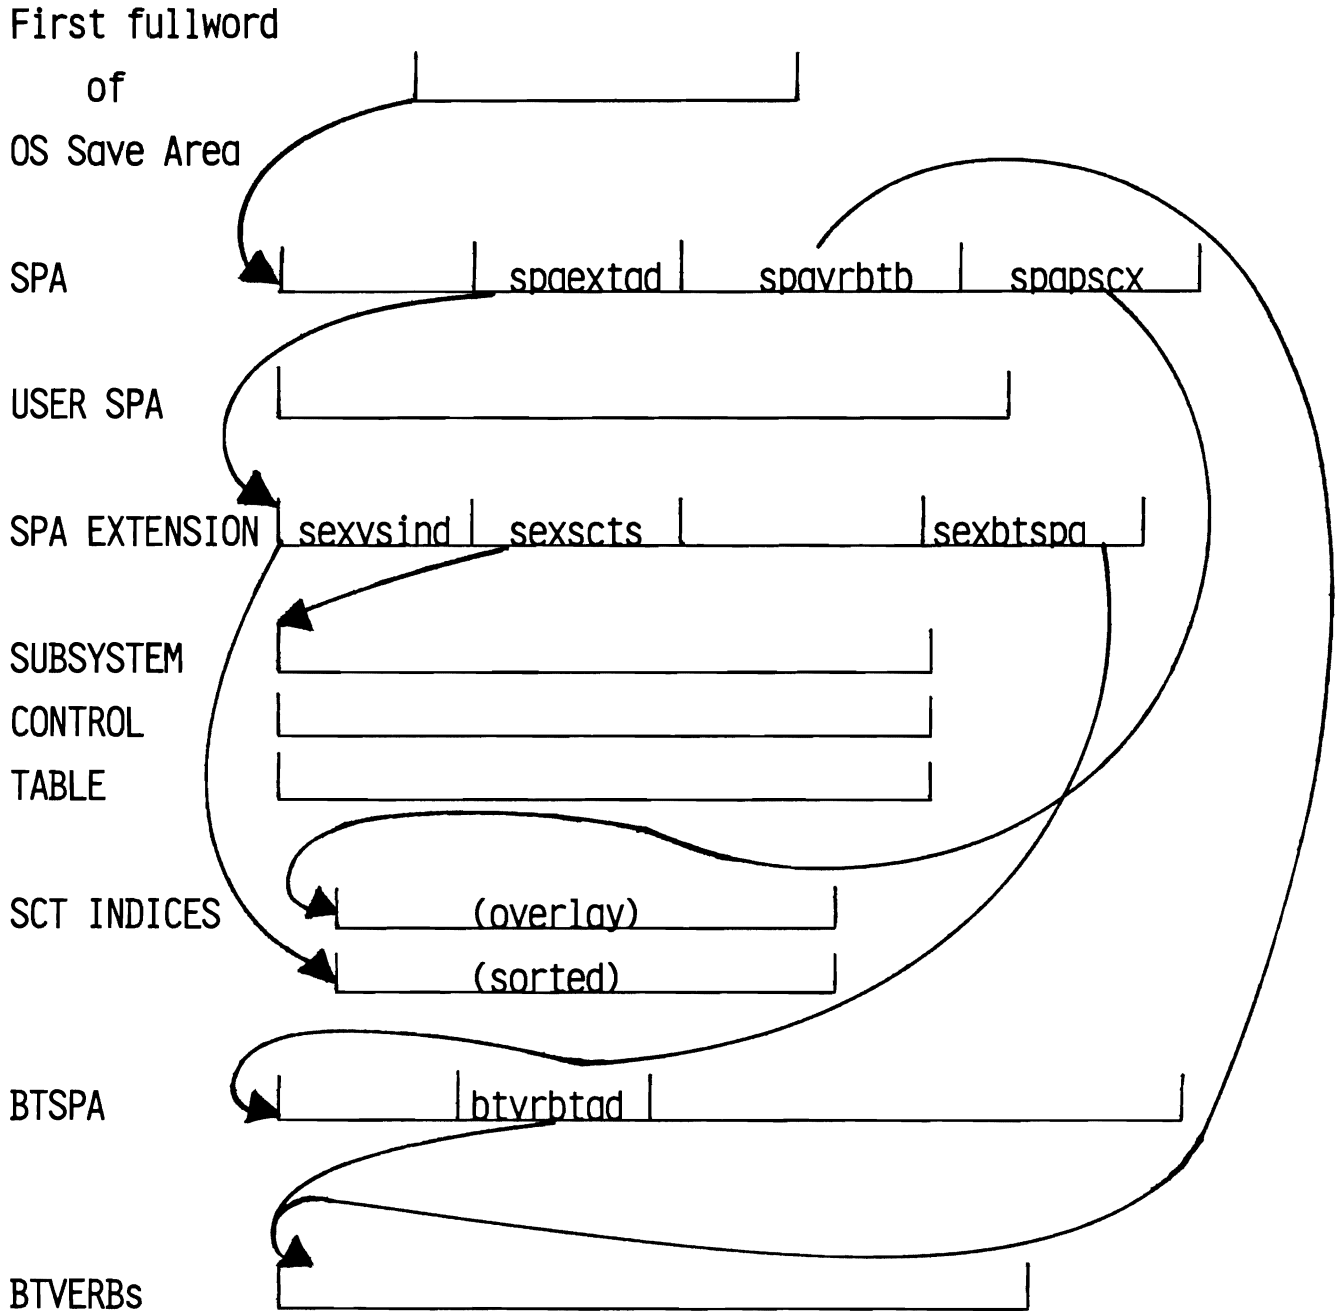 First fullword
of
OS Save Area
SPA spaextad spavrbtb spapscx
USER SPA
SPA EXTENSION sexvsind sexscts sexbtspa
SUBSYSTEM
CONTROL
TABLE
SCT INDICES (overlay)
(sorted)
BTSPA btvrbtad
BTVERBs